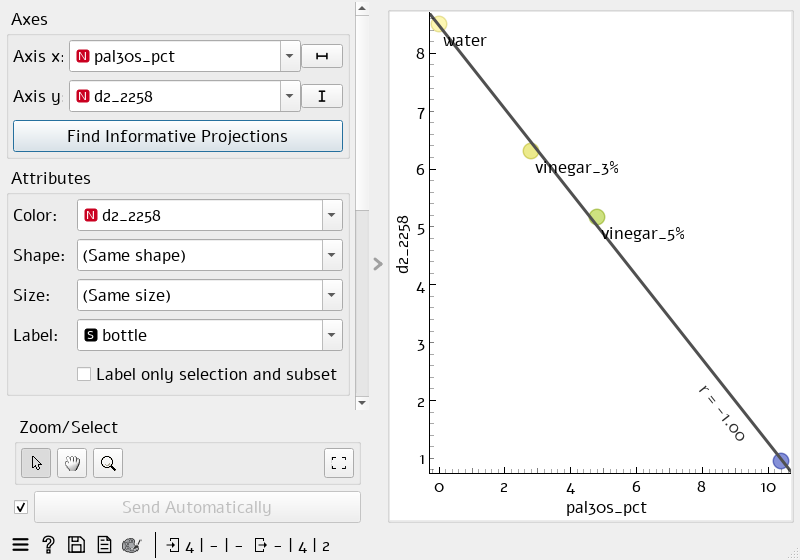 Axes
Axis x: N pal30s_pct
Axis y: N d2_2258
Find Informative Projections
Attributes
Color: N d2_2258
Shape: (Same shape)
Size: (Same size)
Label: S bottle
Label only selection and subset
Zoom/Select
Send Automatically
4 | - | - - | 4 | 2
water
vinegar_3%
vinegar_5%
r = -1.00
d2_2258
8
7
6
5
4
3
2
1
0 2 4 6 8 10
pal30s_pct